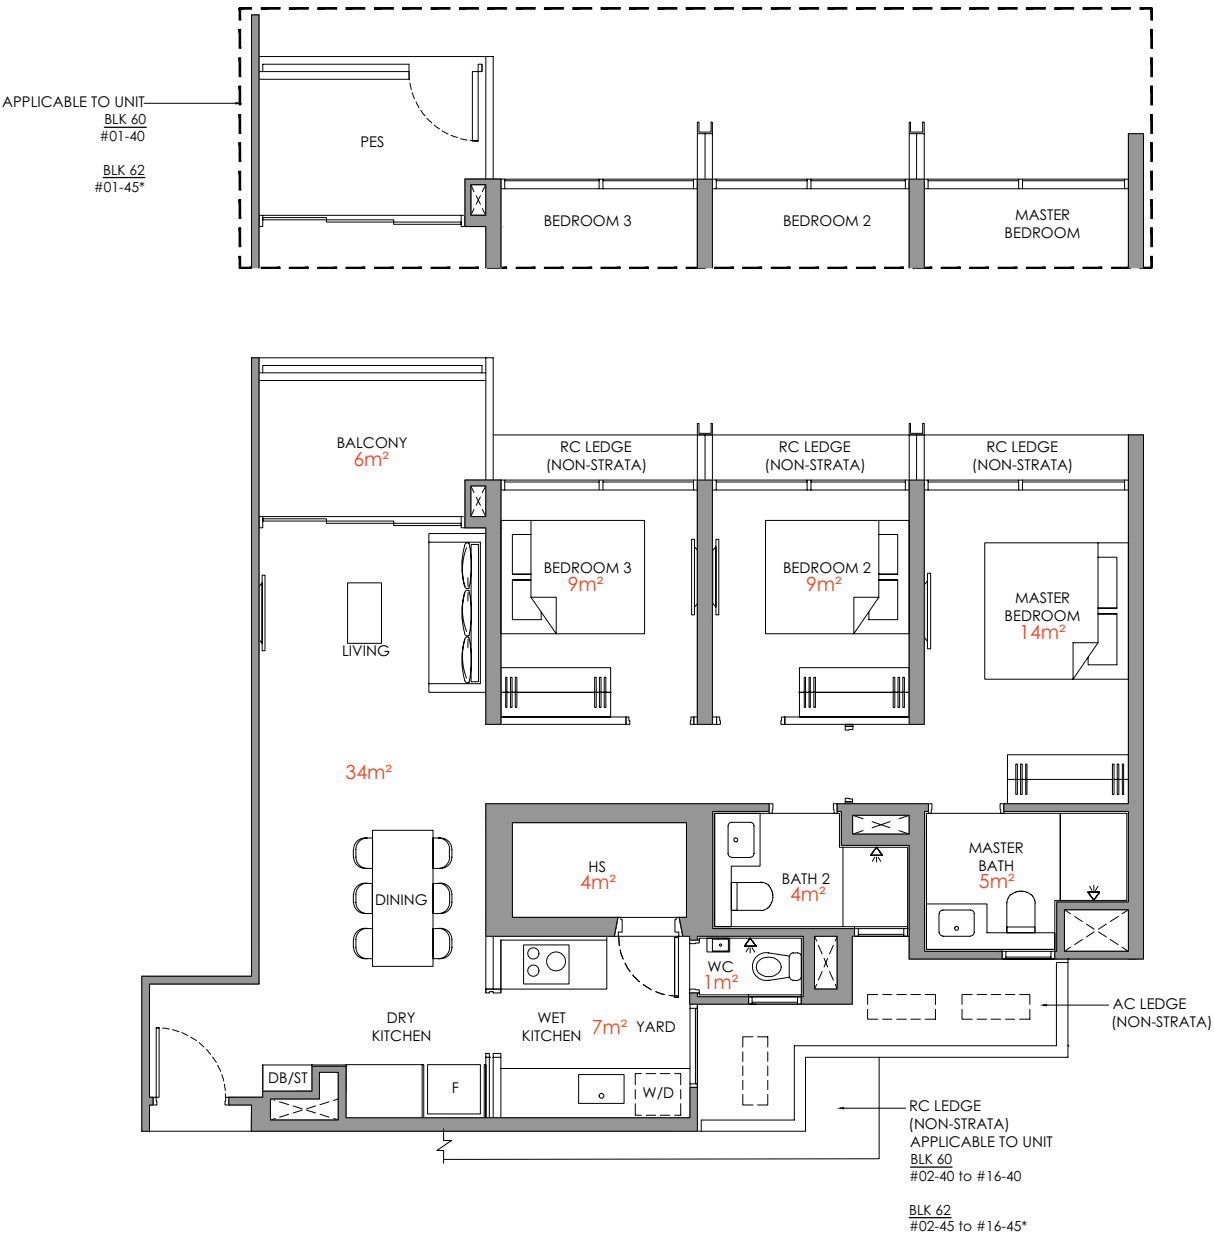 APPLICABLE TO UNIT
BLK 60
#01-40
BLK 62
#01-45*
PES
BEDROOM 3
BEDROOM 2
MASTER
BEDROOM
BALCONY
6m²
RC LEDGE
(NON-STRATA)
RC LEDGE
(NON-STRATA)
RC LEDGE
(NON-STRATA)
BEDROOM 3
9m²
BEDROOM 2
9m²
MASTER
BEDROOM
14m²
LIVING
34m²
DINING
HS
4m²
BATH 2
4m²
MASTER
BATH
5m²
WC
1m²
DRY
KITCHEN
WET
KITCHEN
7m²
YARD
DB/ST
F
W/D
AC LEDGE
(NON-STRATA)
RC LEDGE
(NON-STRATA)
APPLICABLE TO UNIT
BLK 60
#02-40 to #16-40
BLK 62
#02-45 to #16-45*